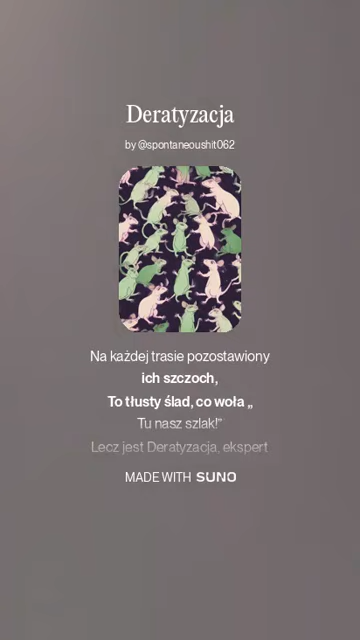 Deratyzacja
by @spontaneoushit062
Na każdej trasie pozostawiony
ich szczoch,
To tłusty ślad, co woła „
Tu nasz szlak!”
Lecz jest Deratyzacja, ekspert
MADE WITH SUNO